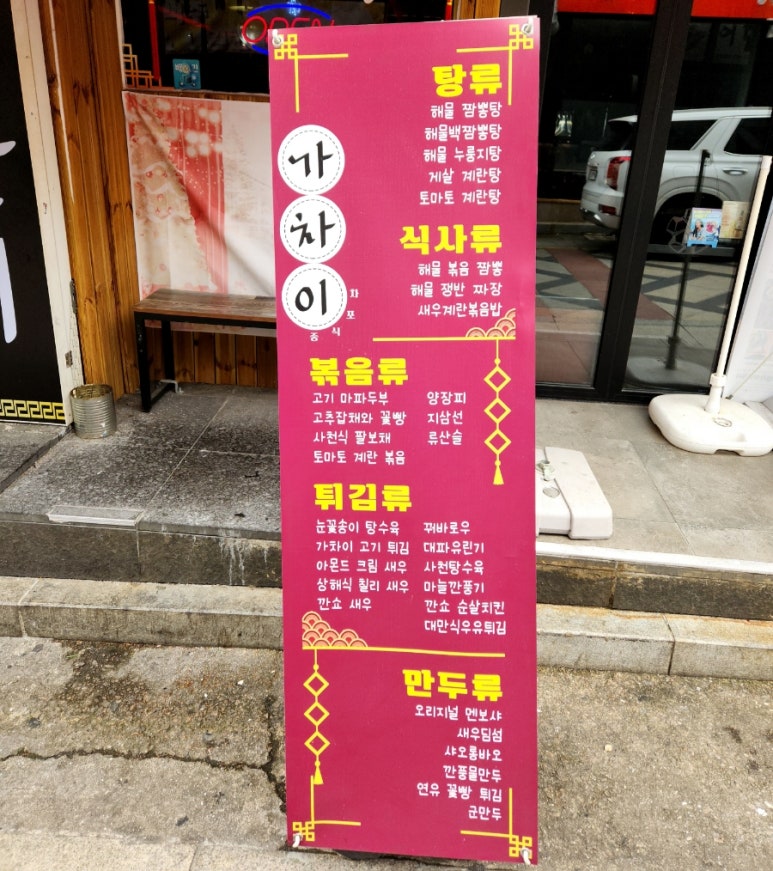 OPEN
가차이
중식
차포
탕류
해물 짬뽕탕
해물백짬뽕탕
해물 누룽지탕
게살 계란탕
토마토 계란탕
식사류
해물 볶음 짬뽕
해물 쟁반 짜장
새우계란볶음밥
볶음류
고기 마파두부
고추잡채와 꽃빵
사천식 팔보채
토마토 계란 볶음
양장피
지삼선
류산슬
튀김류
눈꽃송이 탕수육
가차이 고기 튀김
아몬드 크림 새우
상해식 칠리 새우
깐쇼 새우
꿔바로우
대파유린기
사천탕수육
마늘깐풍기
깐쇼 순살치킨
대만식우유튀김
만두류
오리지널 멘보샤
새우딤섬
샤오롱바오
깐풍물만두
연유 꽃빵 튀김
군만두